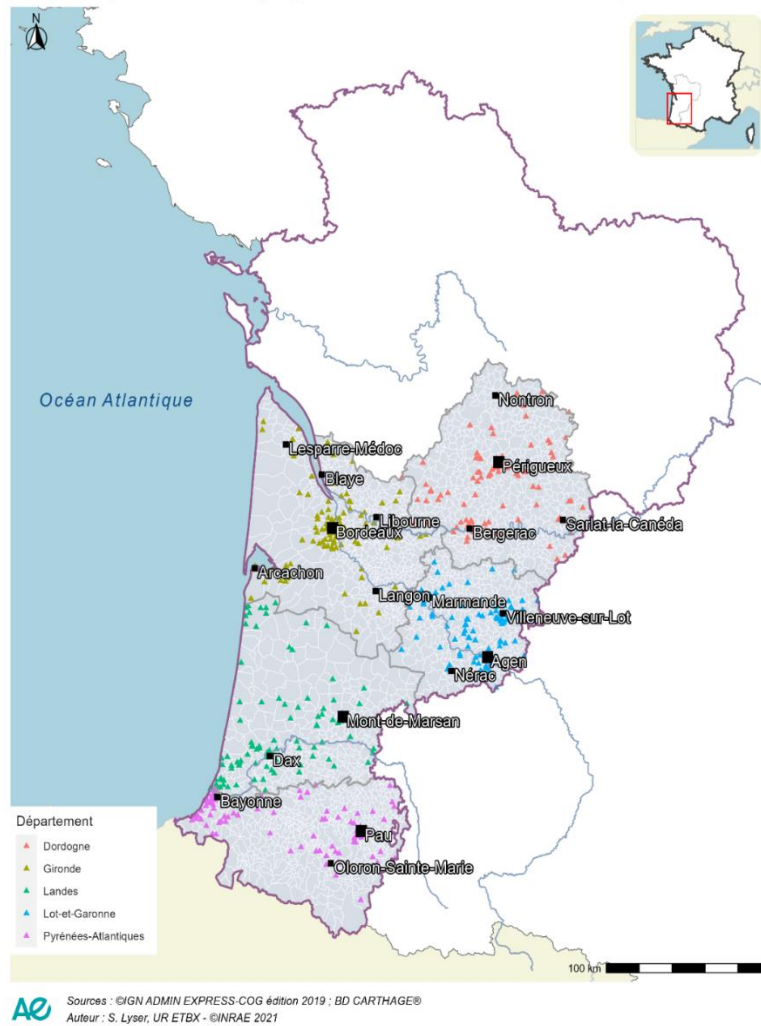 N
Océan Atlantique
Nontron
Lesparre-Médoc
Périgueux
Blaye
Libourne
Bordeaux
Bergerac
Sarlat-la-Canéda
Arcachon
Langon
Marmande
Villeneuve-sur-Lot
Agen
Nérac
Mont-de-Marsan
Dax
Bayonne
Pau
Oloron-Sainte-Marie
Département
Dordogne
Gironde
Landes
Lot-et-Garonne
Pyrénées-Atlantiques
100 km
Sources : ©IGN ADMIN EXPRESS-COG édition 2019 ; BD CARTHAGE®
Auteur : S. Lyser, UR ETBX - ©INRAE 2021